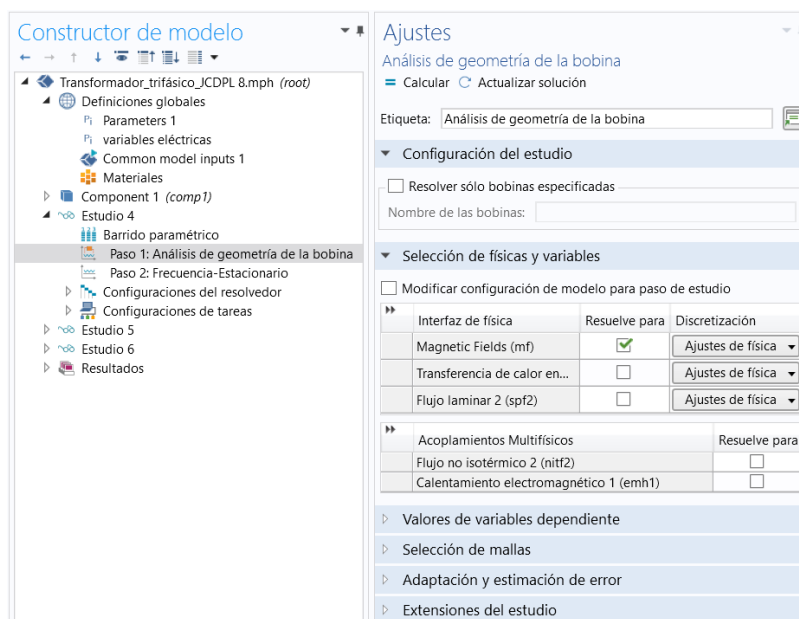 Constructor de modelo
Transformador_trifásico_JCDPL 8.mph (root)
Definiciones globales
Pi Parameters 1
Pi variables eléctricas
Common model inputs 1
Materiales
Component 1 (comp1)
Estudio 4
Barrido paramétrico
Paso 1: Análisis de geometría de la bobina
Paso 2: Frecuencia-Estacionario
Configuraciones del resolvedor
Configuraciones de tareas
Estudio 5
Estudio 6
Resultados
Ajustes
Análisis de geometría de la bobina
Calcular Actualizar solución
Etiqueta: Análisis de geometría de la bobina
Configuración del estudio
Resolver sólo bobinas especificadas
Nombre de las bobinas:
Selección de físicas y variables
Modificar configuración de modelo para paso de estudio
Interfaz de física Resuelve para Discretización
Magnetic Fields (mf) Ajustes de física
Transferencia de calor en... Ajustes de física
Flujo laminar 2 (spf2) Ajustes de física
Acoplamientos Multifísicos Resuelve para
Flujo no isotérmico 2 (nitf2)
Calentamiento electromagnético 1 (emh1)
Valores de variables dependiente
Selección de mallas
Adaptación y estimación de error
Extensiones del estudio